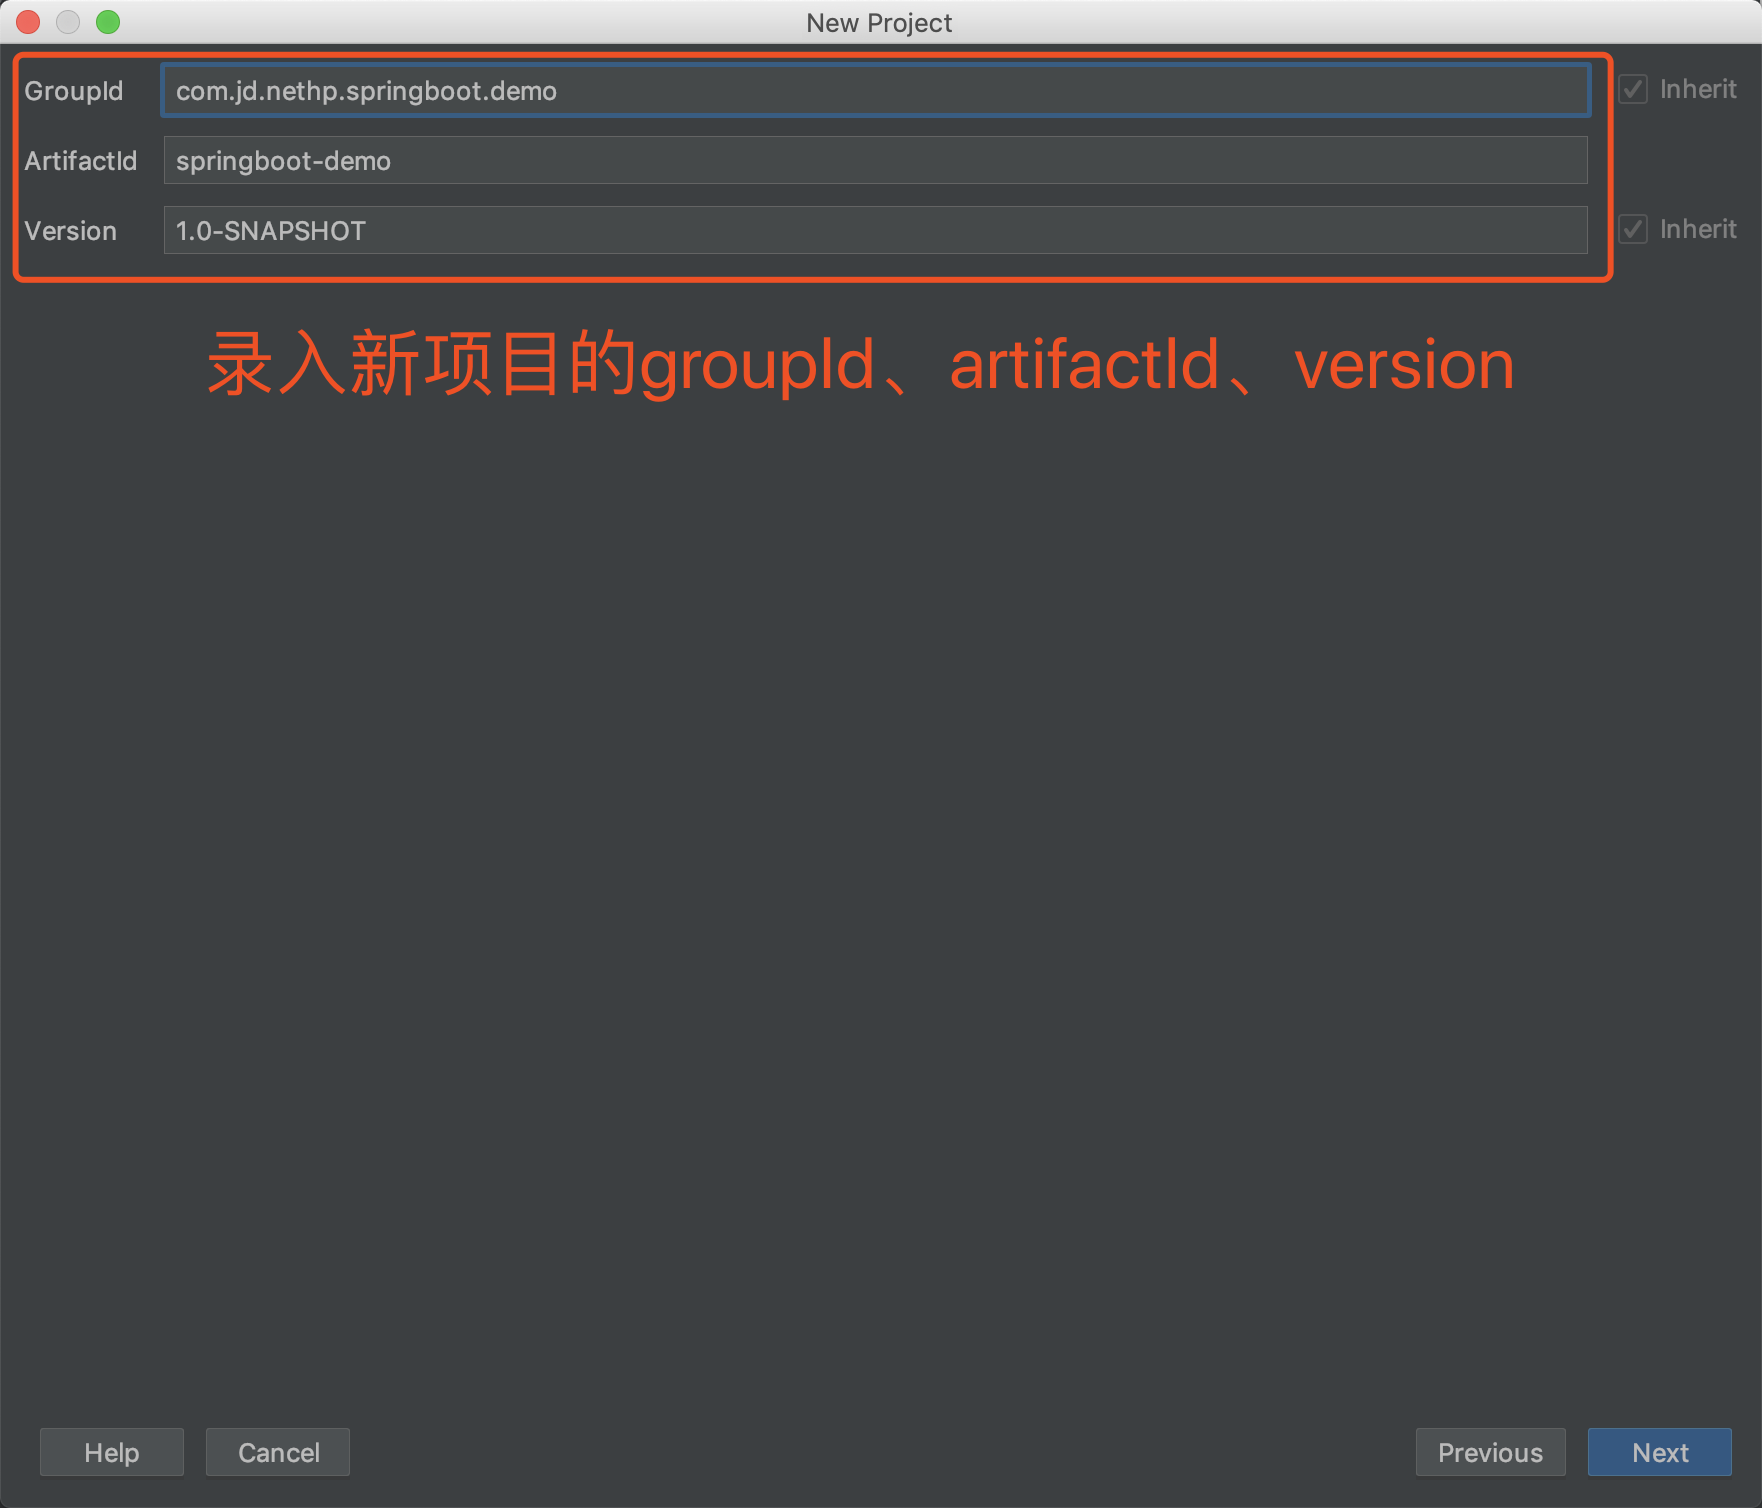 New Project
GroupId com.jd.nethp.springboot.demo Inherit
ArtifactId springboot-demo
Version 1.0-SNAPSHOT Inherit
录入新项目的groupId、artifactId、version
Help Cancel Previous Next